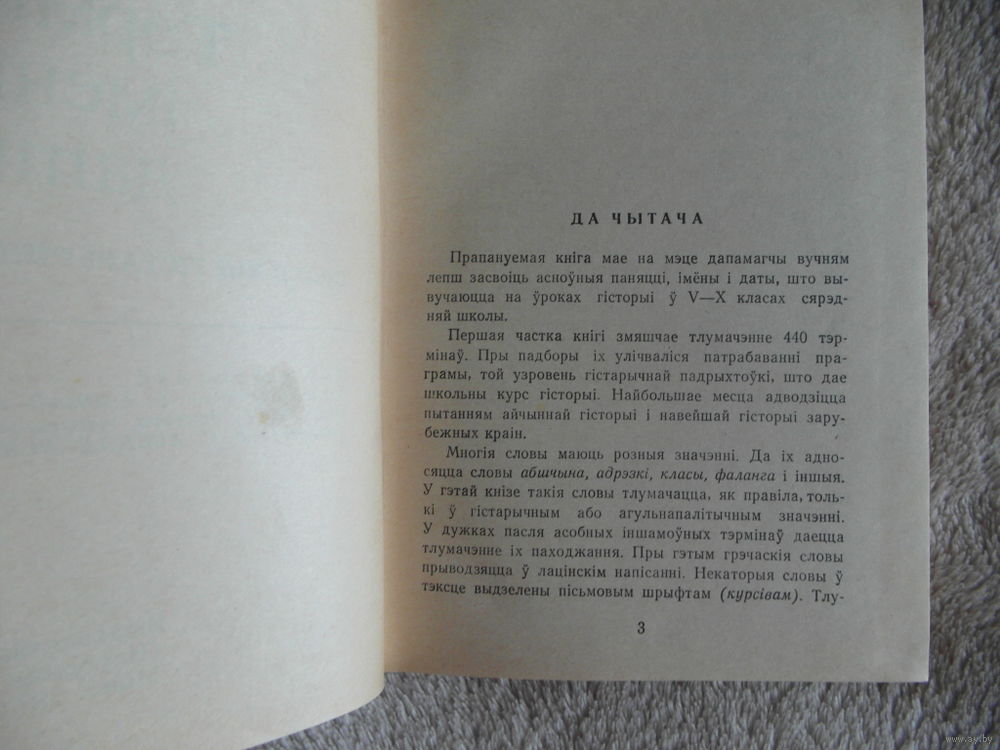 ДА ЧЫТАЧА
Прапануемая кніга мае на мэце дапамагчы вучням
лепш засвоіць асноўныя паняцці, імёны і даты, што вы-
вучаюцца на ўроках гісторыі ў V—X класах сярэд-
няй школы.
Першая частка кнігі змяшчае тлумачэнне 440 тэр-
мінаў. Пры падборы іх улічваліся патрабаванні пра-
грамы, той узровень гістарычнай падрыхтоўкі, што дае
школьны курс гісторыі. Найбольшае месца адводзіцца
пытанням айчыннай гісторыі і навейшай гісторыі зару-
бежных краін.
Многія словы маюць розныя значэнні. Да іх адно-
сяцца словы абшчына, адрэзкі, класы, фаланга і іншыя.
У гэтай кнізе такія словы тлумачацца, як правіла, толь-
кі ў гістарычным або агульнапалітычным значэнні.
У дужках пасля асобных іншамоўных тэрмінаў даецца
тлумачэнне іх паходжання. Пры гэтым грэчаскія словы
прыводзяцца ў лацінскім напісанні. Некаторыя словы ў
тэксце выдзелены пісьмовым шрыфтам (курсівам). Тлу-
3
www.ay.by